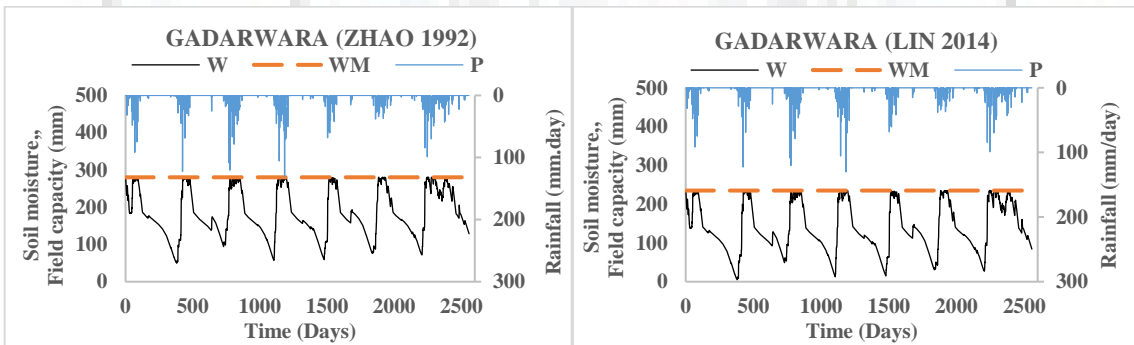 GADARWARA (ZHAO 1992)
W WM P
500
400
300
200
100
0
Soil moisture,,
Field capacity (mm)
0
100
200
300
Rainfall (mm.day)
0 500 1000 1500 2000 2500
Time (Days)
GADARWARA (LIN 2014)
W WM P
500
400
300
200
100
0
Soil moisture,,
Field capacity (mm)
0
100
200
300
Rainfall (mm/day)
0 500 1000 1500 2000 2500
Time (Days)